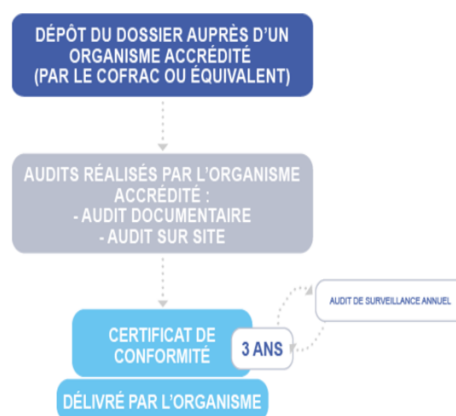 DÉPÔT DU DOSSIER AUPRÈS D'UN
ORGANISME ACCRÉDITÉ
(PAR LE COFRAC OU ÉQUIVALENT)
AUDITS RÉALISÉS PAR L'ORGANISME
ACCRÉDITÉ :
- AUDIT DOCUMENTAIRE
- AUDIT SUR SITE
AUDIT DE SURVEILLANCE ANNUEL
CERTIFICAT DE
CONFORMITÉ
3 ANS
DÉLIVRÉ PAR L'ORGANISME